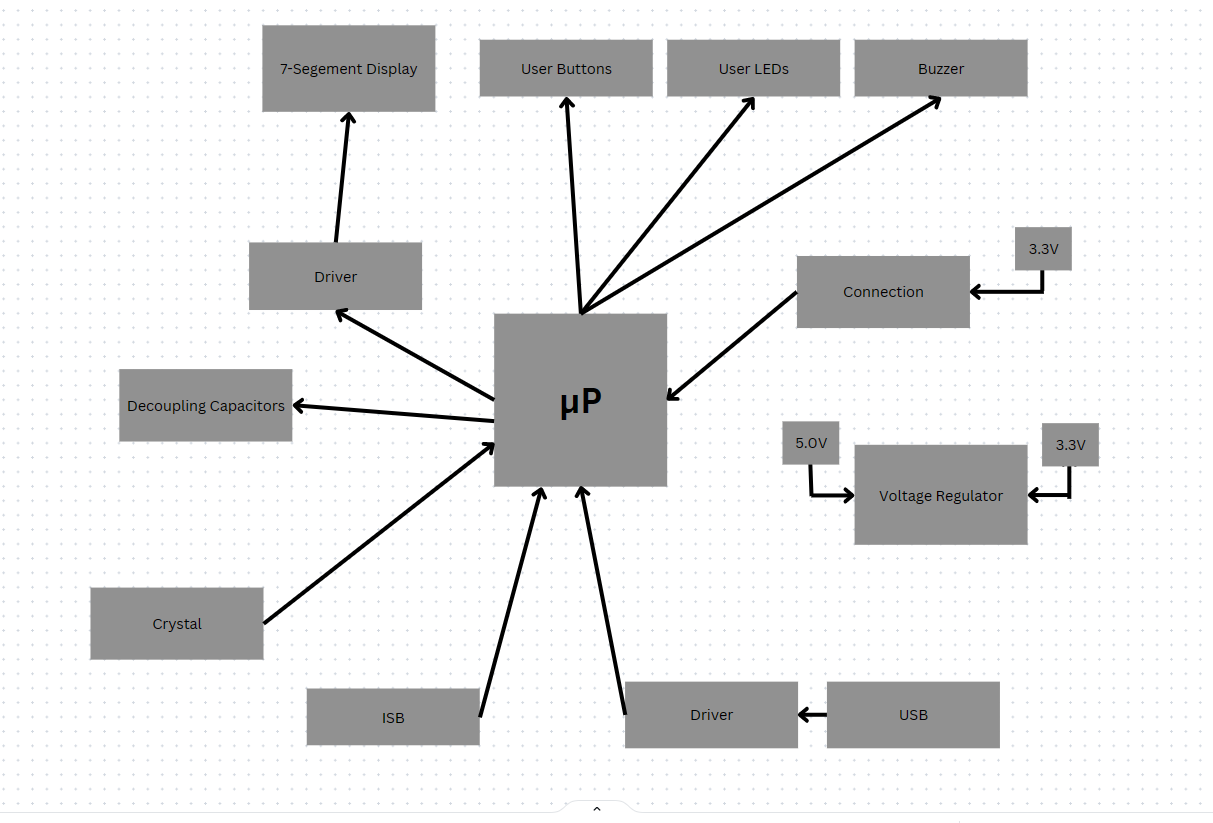 7-Segement Display
User Buttons
User LEDs
Buzzer
3.3V
Driver
Connection
µP
Decoupling Capacitors
5.0V
3.3V
Voltage Regulator
Crystal
ISB
Driver
USB